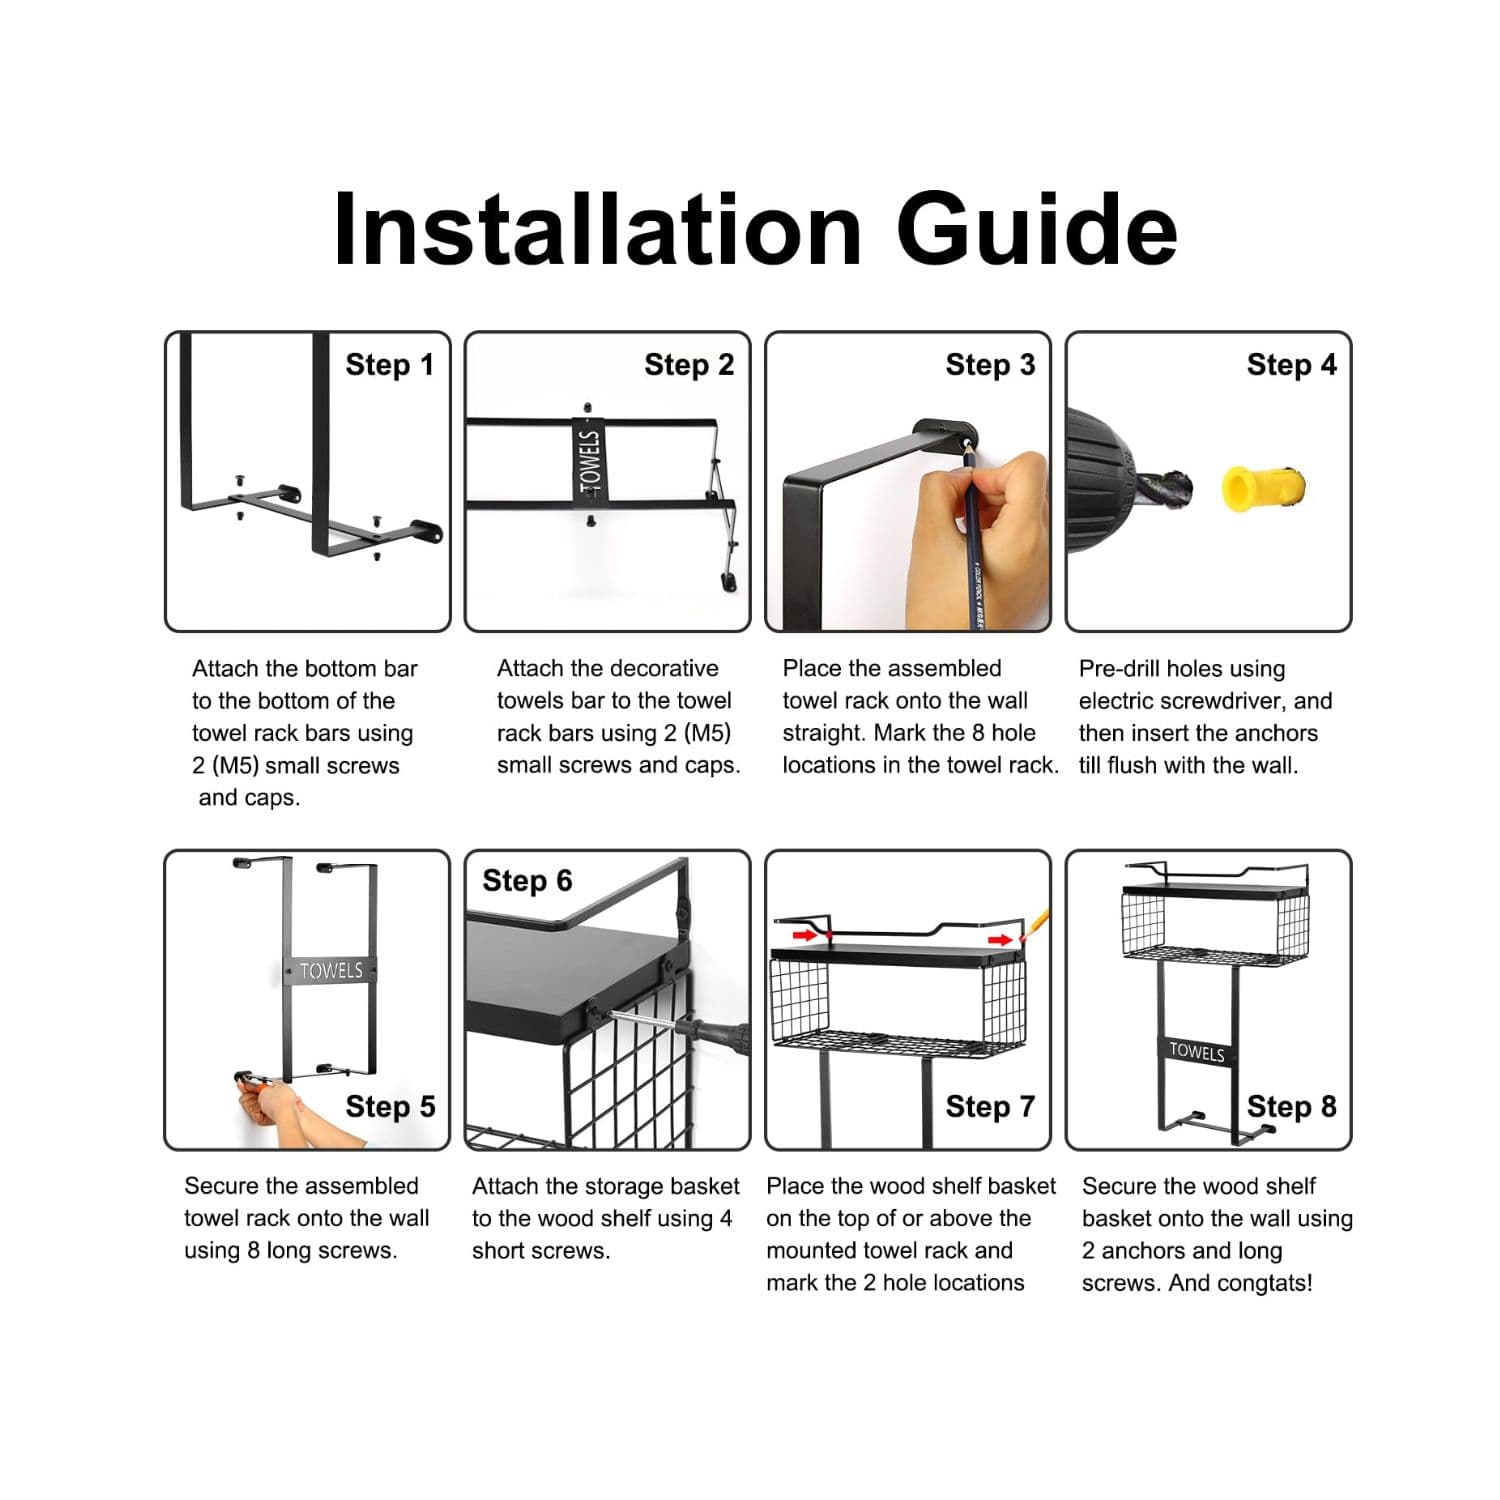 Installation Guide
Step 1
Step 2
Step 3
Step 4
TOWELS
Attach the bottom bar
to the bottom of the
towel rack bars using
2 (M5) small screws
and caps.
Attach the decorative
towels bar to the towel
rack bars using 2 (M5)
small screws and caps.
Place the assembled
towel rack onto the wall
straight. Mark the 8 hole
locations in the towel rack.
Pre-drill holes using
electric screwdriver, and
then insert the anchors
till flush with the wall.
TOWELS
Step 5
Step 6
Step 7
TOWELS
Step 8
Secure the assembled
towel rack onto the wall
using 8 long screws.
Attach the storage basket
to the wood shelf using 4
short screws.
Place the wood shelf basket
on the top of or above the
mounted towel rack and
mark the 2 hole locations
Secure the wood shelf
basket onto the wall using
2 anchors and long
screws. And congtats!